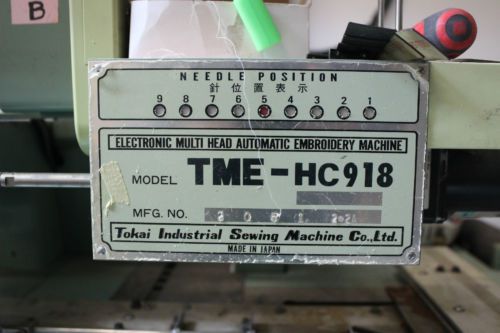 B
NEEDLE POSITION
針位置表示
9 8 7 6 5 4 3 2 1
ELECTRONIC MULTI HEAD AUTOMATIC EMBROIDERY MACHINE
MODEL TME-HC918
MFG. NO.
Tokai Industrial Sewing Machine Co., Ltd.
MADE IN JAPAN